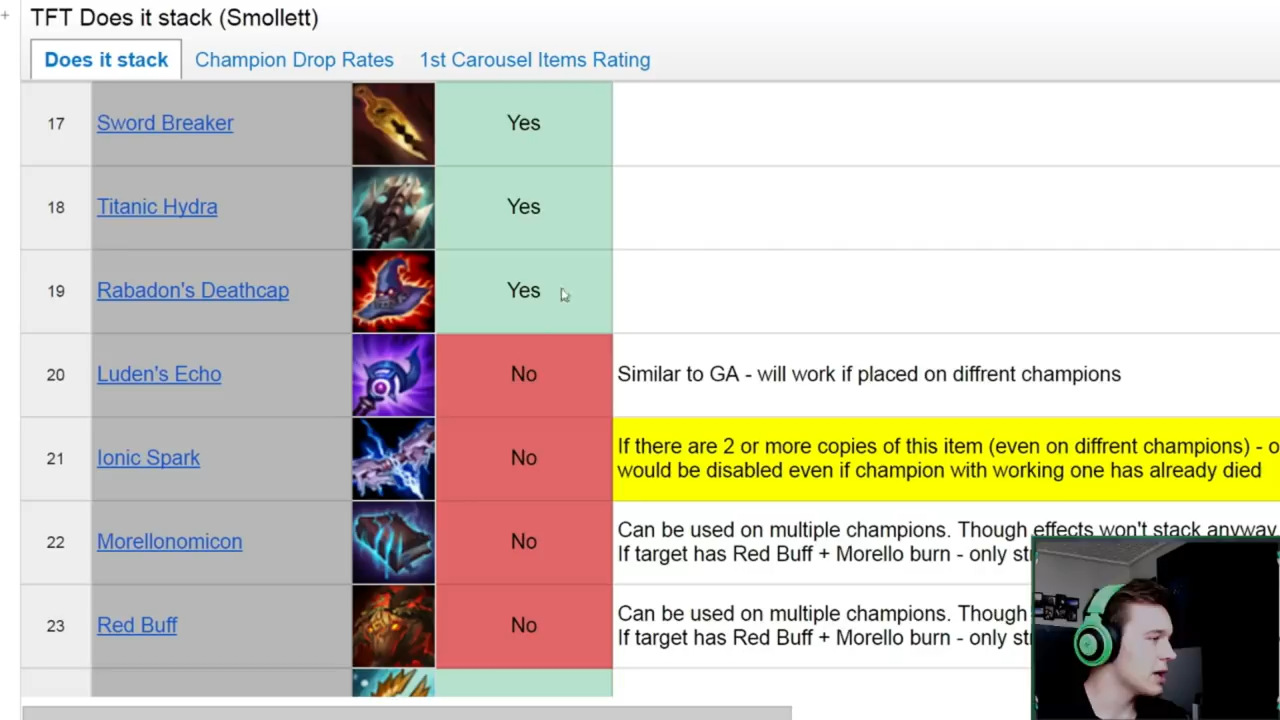 TFT Does it stack (Smollett)
Does it stack Champion Drop Rates 1st Carousel Items Rating
17 Sword Breaker Yes
18 Titanic Hydra Yes
19 Rabadon's Deathcap Yes
20 Luden's Echo No Similar to GA - will work if placed on diffrent champions
21 Ionic Spark No If there are 2 or more copies of this item (even on diffrent champions) -
would be disabled even if champion with working one has already died
22 Morellonomicon No Can be used on multiple champions. Though effects won't stack anyway
If target has Red Buff + Morello burn - only
23 Red Buff No Can be used on multiple champions. Though
If target has Red Buff + Morello burn - only